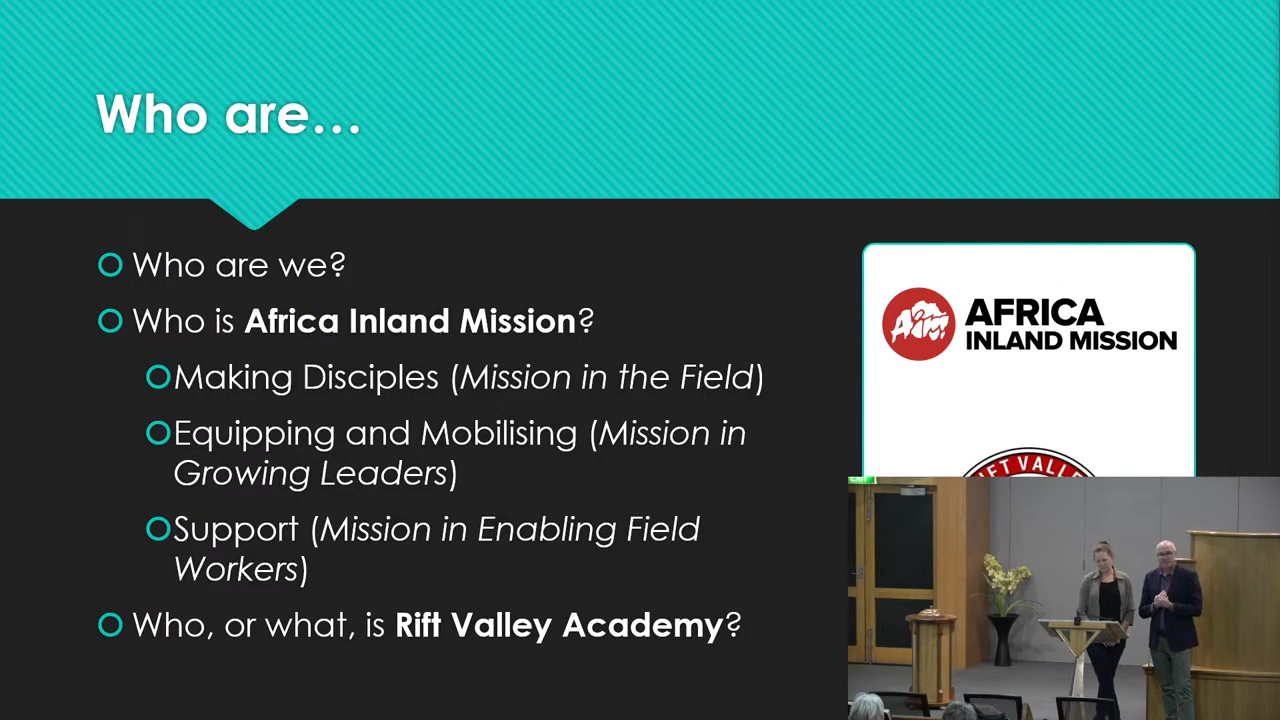 Who are...
Who are we?
Who is Africa Inland Mission?
Making Disciples (Mission in the Field)
Equipping and Mobilising (Mission in
Growing Leaders)
Support (Mission in Enabling Field
Workers)
Who, or what, is Rift Valley Academy?
AIM
AFRICA
INLAND MISSION
EXIT